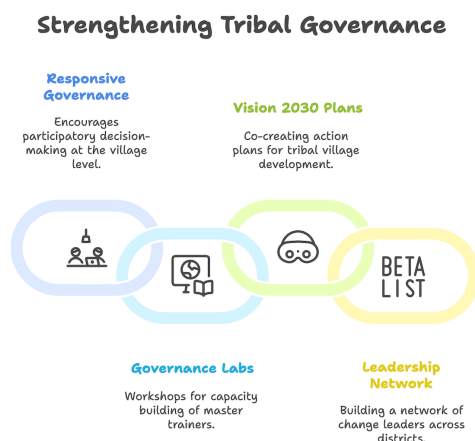 Strengthening Tribal Governance
Responsive
Governance
Encourages
participatory decision-
making at the village
level.
Vision 2030 Plans
Co-creating action
plans for tribal village
development.
BETA
LIST
Governance Labs
Workshops for capacity
building of master
trainers.
Leadership
Network
Building a network of
change leaders across
districts.